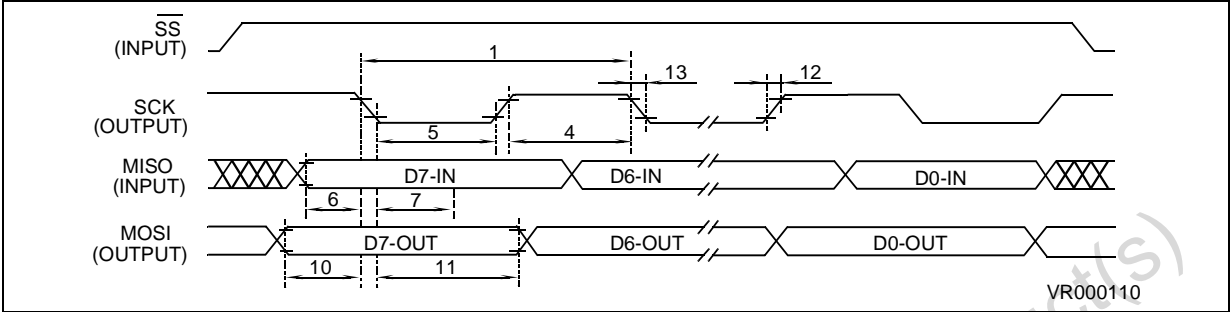 SS
(INPUT)
1
13
12
SCK
(OUTPUT)
5
4
MISO
(INPUT)
D7-IN
D6-IN
D0-IN
6
7
MOSI
(OUTPUT)
D7-OUT
D6-OUT
D0-OUT
10
11
VR000110